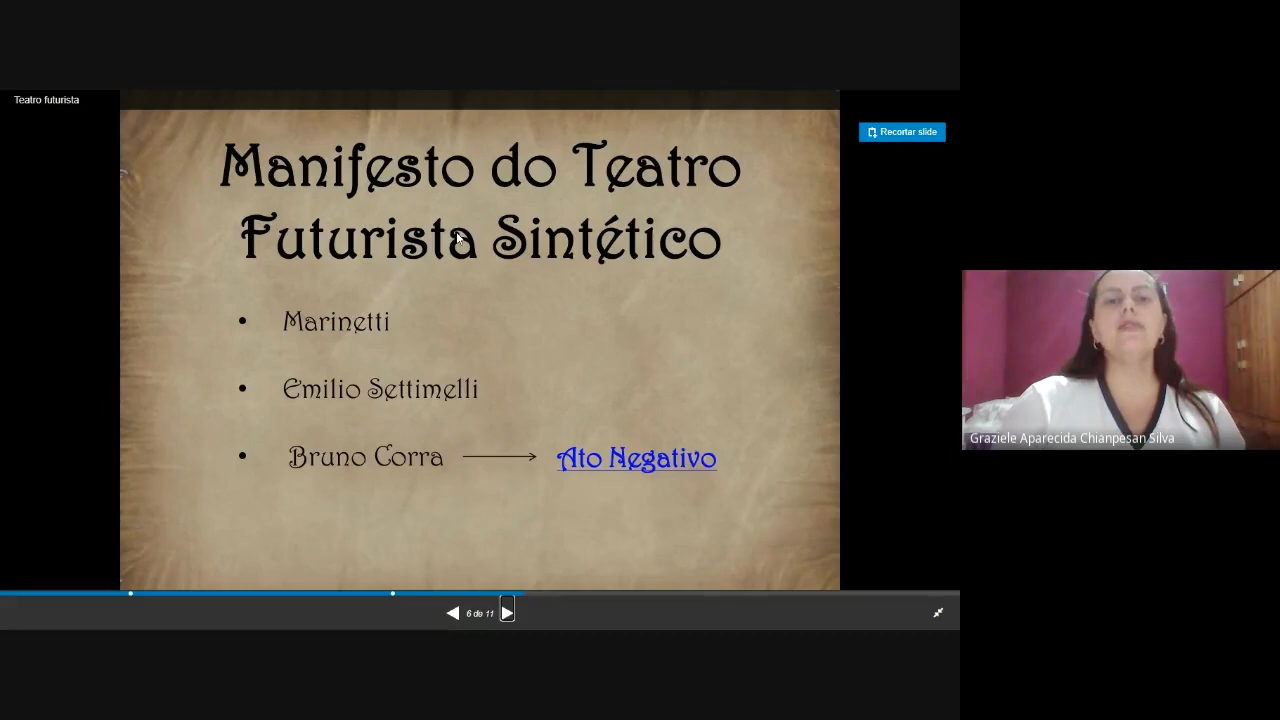 Teatro futurista
Recortar slide
Manifesto do Teatro
Futurista Sintético
• Marinetti
• Emilio Settimelli
• Bruno Corra → Ato Negativo
Graziele Aparecida Chianpesan Silva
6 de 11